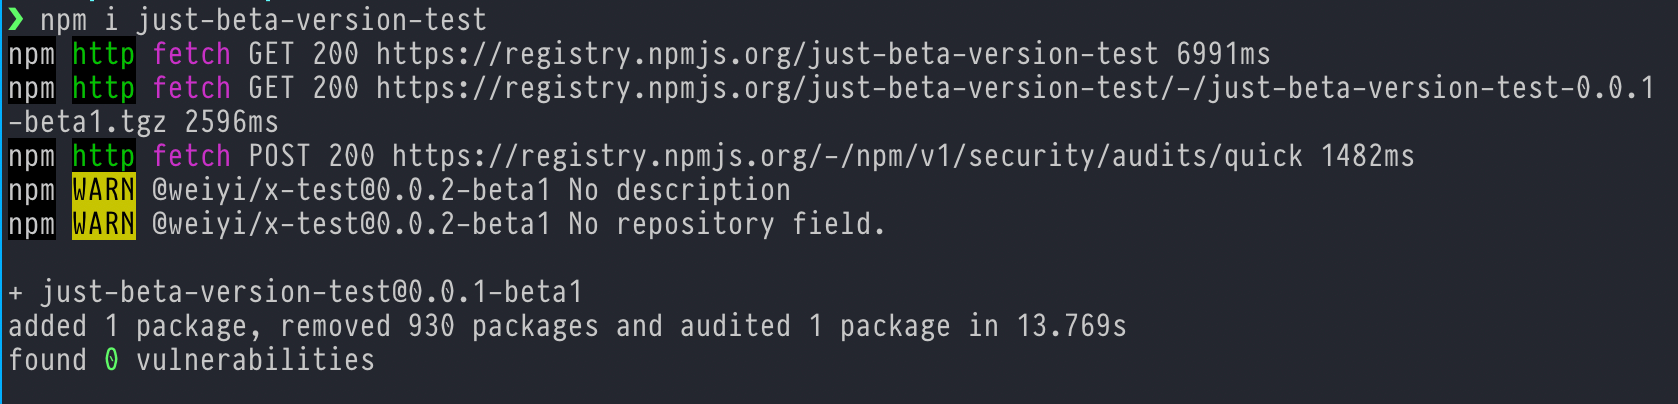 ❯ npm i just-beta-version-test
npm http fetch GET 200 https://registry.npmjs.org/just-beta-version-test 6991ms
npm http fetch GET 200 https://registry.npmjs.org/just-beta-version-test/-/just-beta-version-test-0.0.1
-beta1.tgz 2596ms
npm http fetch POST 200 https://registry.npmjs.org/-/npm/v1/security/audits/quick 1482ms
npm WARN @weiyi/x-test@0.0.2-beta1 No description
npm WARN @weiyi/x-test@0.0.2-beta1 No repository field.
+ just-beta-version-test@0.0.1-beta1
added 1 package, removed 930 packages and audited 1 package in 13.769s
found 0 vulnerabilities